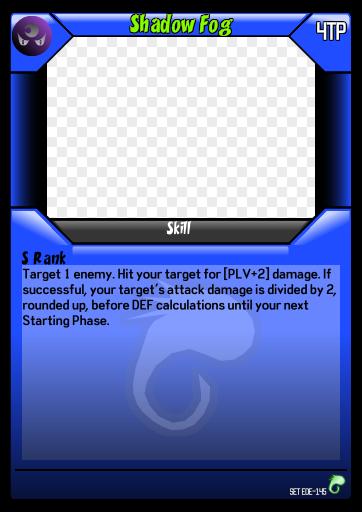 Shadow Fog
4TP
Skill
S Rank
Target 1 enemy. Hit your target for [PLV+2] damage. If
successful, your target's attack damage is divided by 2,
rounded up, before DEF calculations until your next
Starting Phase.
SET EDE-145